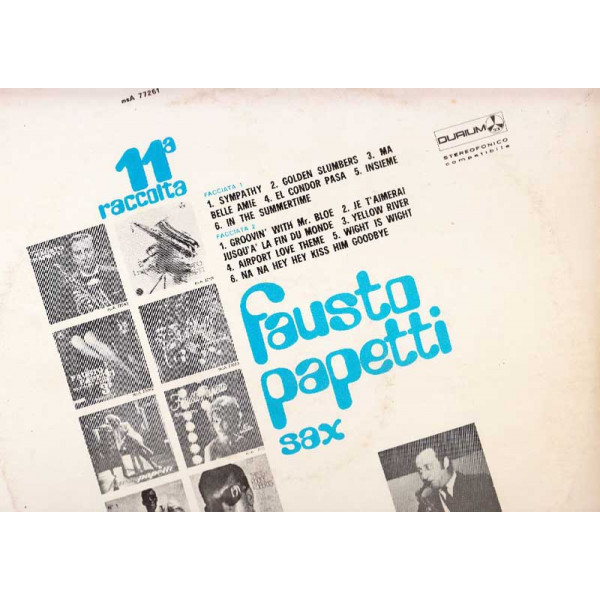 msA 77261
DURIUM
STEREOFONICO
compatibile
11ª
raccolta
FACCIATA 1
1. SYMPATHY 2. GOLDEN SLUMBERS 3. MA
BELLE AMIE 4. EL CONDOR PASA 5. INSIEME
6. IN THE SUMMERTIME
FACCIATA 2
1. GROOVIN' WITH Mr. BLOE 2. JE T'AIMERAI
JUSQU'A' LA FIN DU MONDE 3. YELLOW RIVER
4. AIRPORT LOVE THEME 5. WIGHT IS WIGHT
6. NA NA HEY HEY KISS HIM GOODBYE
fausto
papetti
sax